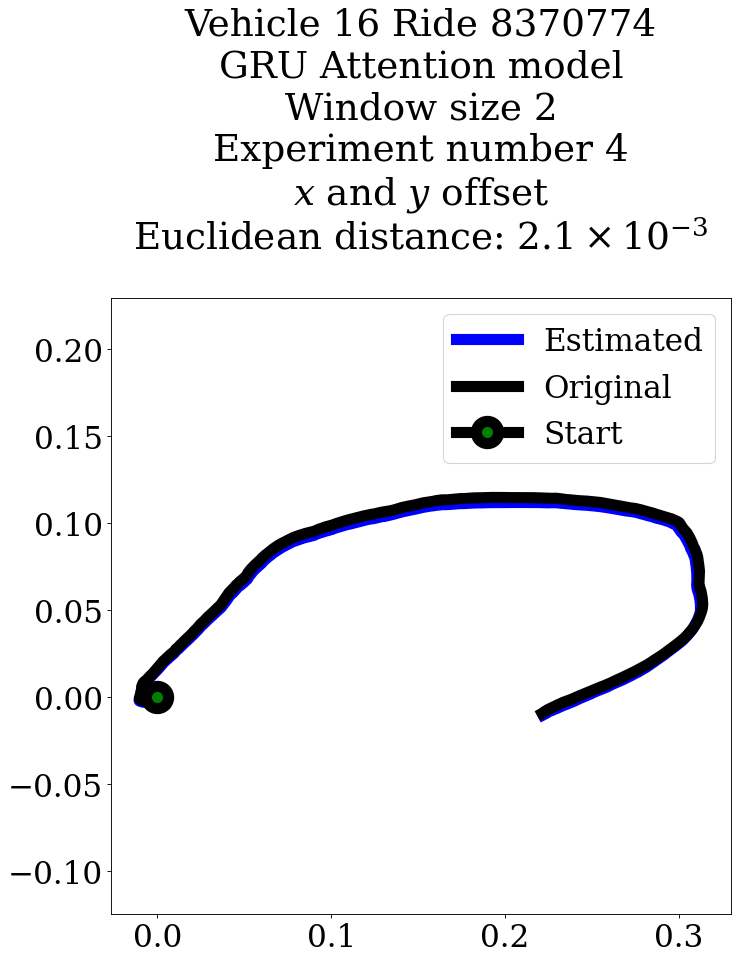 Vehicle 16 Ride 8370774
GRU Attention model
Window size 2
Experiment number 4
x and y offset
Euclidean distance: 2.1 × 10⁻³
Estimated
Original
Start
0.20
0.15
0.10
0.05
0.00
−0.05
−0.10
0.0 0.1 0.2 0.3